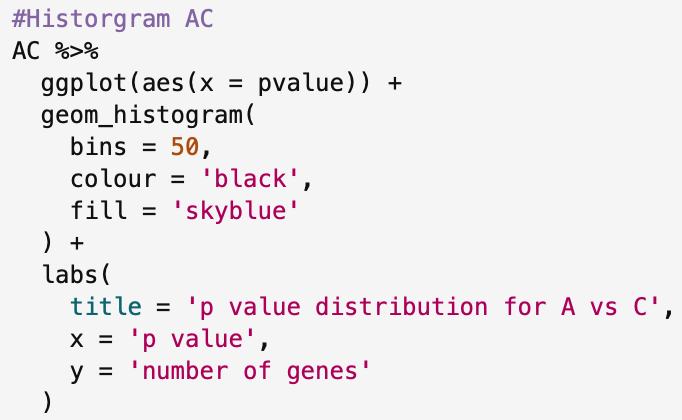 #Historgram AC
AC %>%
  ggplot(aes(x = pvalue)) +
  geom_histogram(
    bins = 50,
    colour = 'black',
    fill = 'skyblue'
  ) +
  labs(
    title = 'p value distribution for A vs C',
    x = 'p value',
    y = 'number of genes'
  )